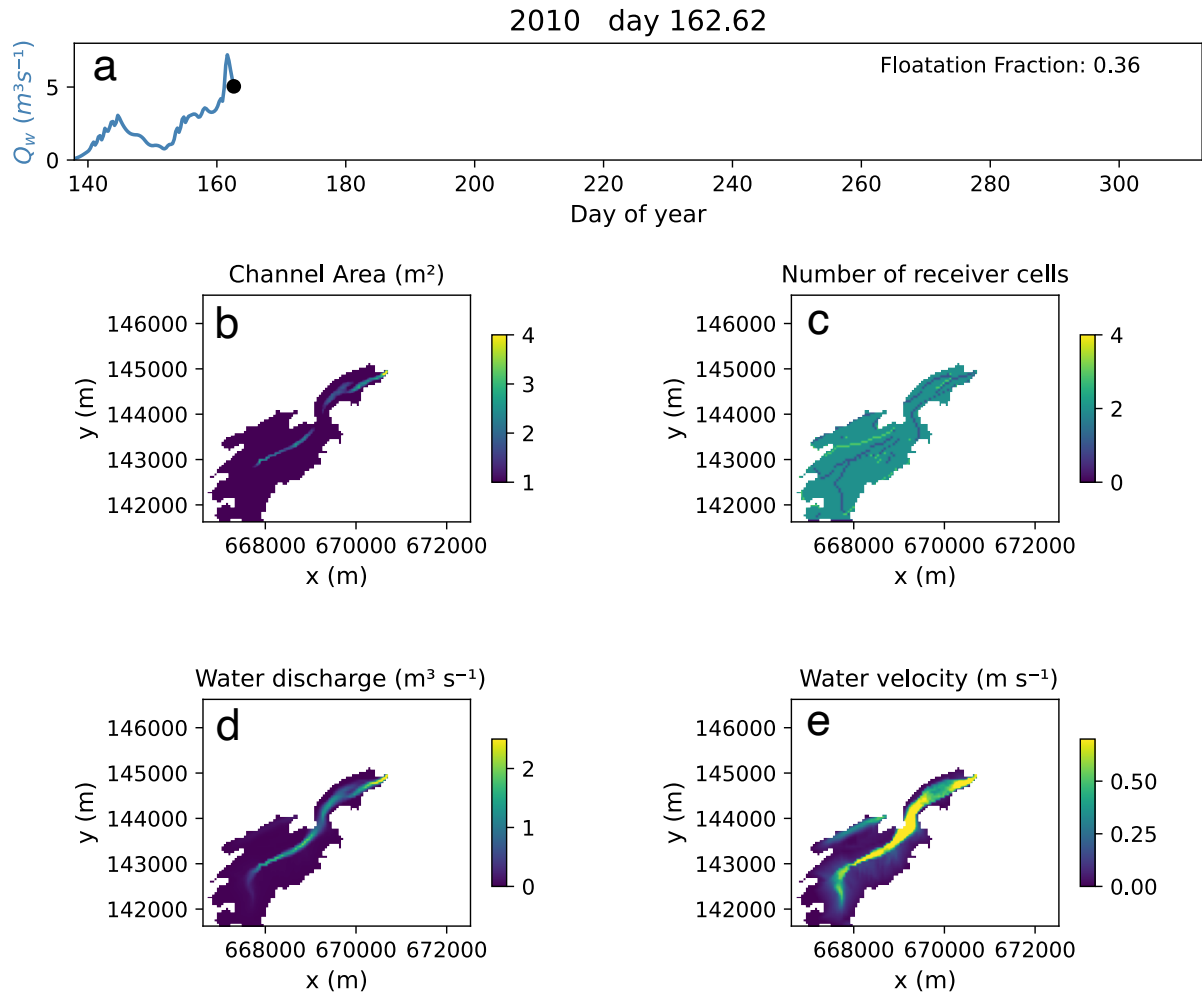 2010 day 162.62
a
Floatation Fraction: 0.36
Q_w (m³s⁻¹)
5
0
140 160 180 200 220 240 260 280 300
Day of year
Channel Area (m²)
b
146000
145000
144000
143000
142000
y (m)
4
3
2
1
668000 670000 672000
x (m)
Number of receiver cells
c
146000
145000
144000
143000
142000
y (m)
4
2
0
668000 670000 672000
x (m)
Water discharge (m³ s⁻¹)
d
146000
145000
144000
143000
142000
y (m)
2
1
0
668000 670000 672000
x (m)
Water velocity (m s⁻¹)
e
146000
145000
144000
143000
142000
y (m)
0.50
0.25
0.00
668000 670000 672000
x (m)